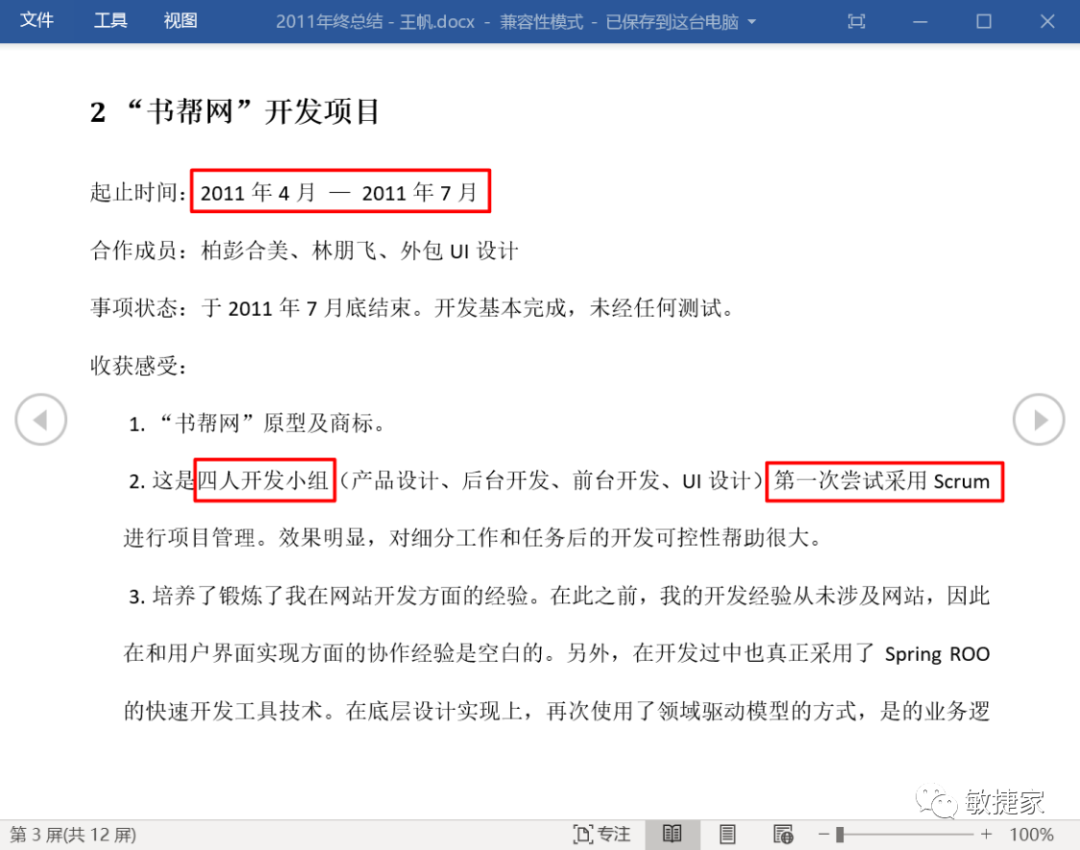 文件 工具 视图 2011年终总结 - 王帆.docx - 兼容性模式 - 已保存到这台电脑
2 “书帮网”开发项目
起止时间：2011 年 4 月 — 2011 年 7 月
合作成员：柏彭合美、林朋飞、外包 UI 设计
事项状态：于 2011 年 7 月底结束。开发基本完成，未经任何测试。
收获感受：
1. “书帮网”原型及商标。
2. 这是四人开发小组（产品设计、后台开发、前台开发、UI 设计）第一次尝试采用 Scrum
进行项目管理。效果明显，对细分工作和任务后的开发可控性帮助很大。
3. 培养了锻炼了我在网站开发方面的经验。在此之前，我的开发经验从未涉及网站，因此
在和用户界面实现方面的协作经验是空白的。另外，在开发过中也真正采用了 Spring ROO
的快速开发工具技术。在底层设计实现上，再次使用了领域驱动模型的方式，是的业务逻
敏捷家
第 3 屏(共 12 屏) 专注 100%